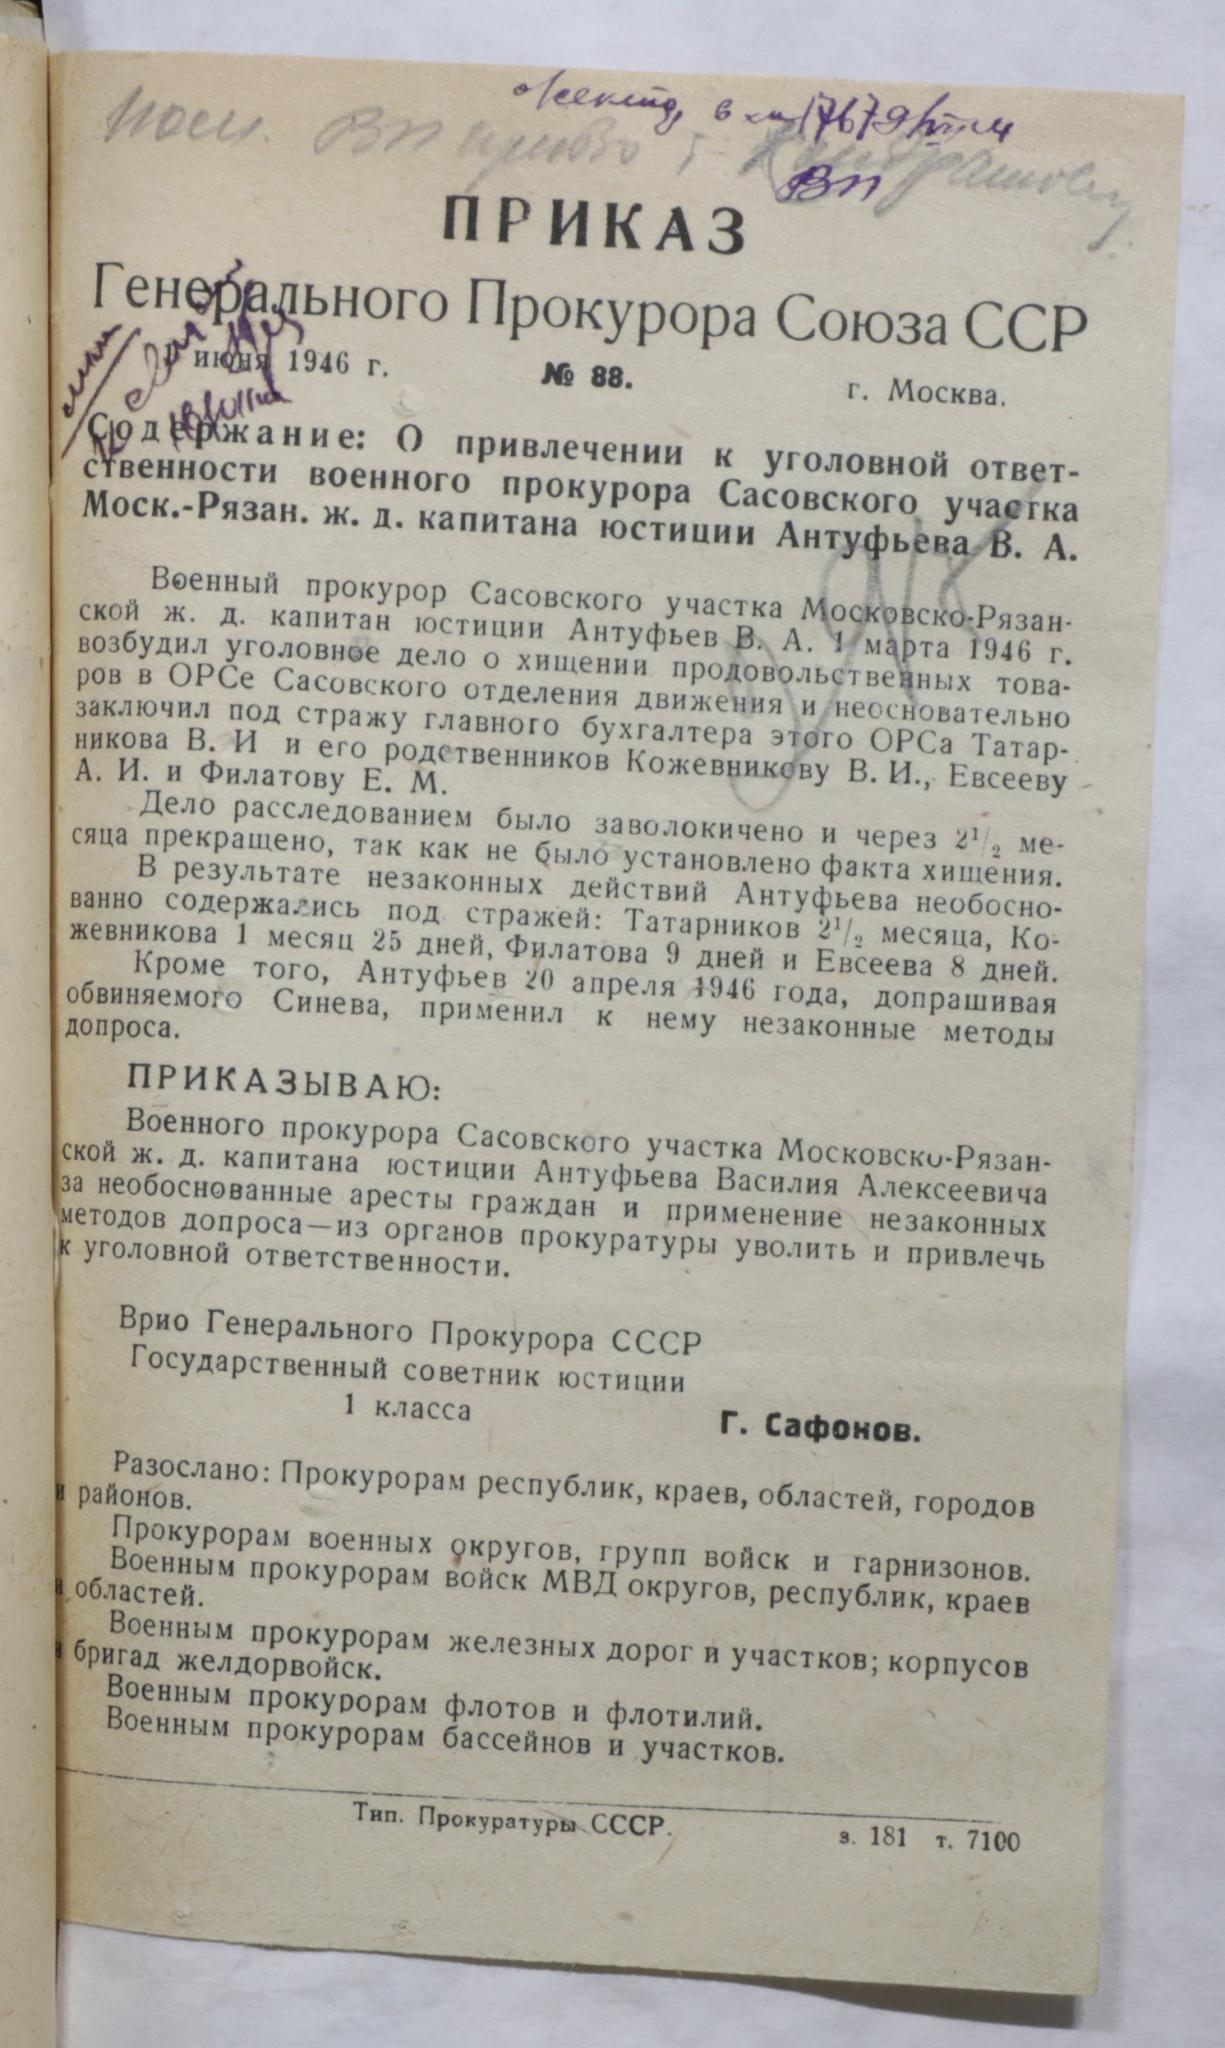 ВП
ПРИКАЗ
Генерального Прокурора Союза ССР
июня 1946 г. № 88. г. Москва.
Содержание: О привлечении к уголовной ответ-
ственности военного прокурора Сасовского участка
Моск.-Рязан. ж. д. капитана юстиции Антуфьева В. А.
Военный прокурор Сасовского участка Московско-Рязан-
ской ж. д. капитан юстиции Антуфьев В. А. 1 марта 1946 г.
возбудил уголовное дело о хищении продовольственных това-
ров в ОРСе Сасовского отделения движения и неосновательно
заключил под стражу главного бухгалтера этого ОРСа Татар-
никова В. И и его родственников Кожевникову В. И., Евсееву
А. И. и Филатову Е. М.
Дело расследованием было заволокичено и через 2¹/₂ ме-
сяца прекращено, так как не было установлено факта хищения.
В результате незаконных действий Антуфьева необосно-
ванно содержались под стражей: Татарников 2¹/₂ месяца, Ко-
жевникова 1 месяц 25 дней, Филатова 9 дней и Евсеева 8 дней.
Кроме того, Антуфьев 20 апреля 1946 года, допрашивая
обвиняемого Синева, применил к нему незаконные методы
допроса.
ПРИКАЗЫВАЮ:
Военного прокурора Сасовского участка Московско-Рязан-
ской ж. д. капитана юстиции Антуфьева Василия Алексеевича
за необоснованные аресты граждан и применение незаконных
методов допроса—из органов прокуратуры уволить и привлечь
к уголовной ответственности.
Врио Генерального Прокурора СССР
Государственный советник юстиции
1 класса Г. Сафонов.
Разослано: Прокурорам республик, краев, областей, городов
и районов.
Прокурорам военных округов, групп войск и гарнизонов.
Военным прокурорам войск МВД округов, республик, краев
и областей.
Военным прокурорам железных дорог и участков; корпусов
и бригад желдорвойск.
Военным прокурорам флотов и флотилий.
Военным прокурорам бассейнов и участков.
Тип. Прокуратуры СССР. з. 181 т. 7100